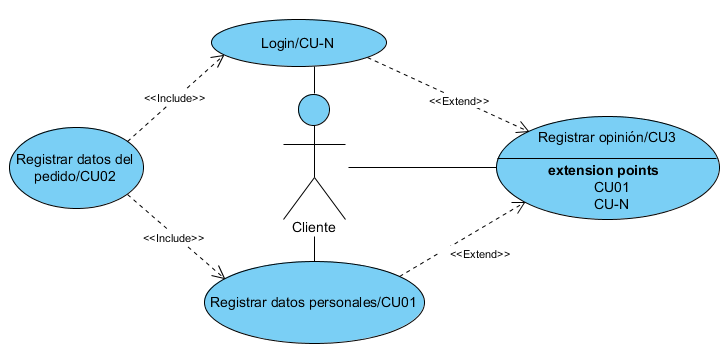 Login/CU-N
<<Include>>
<<Extend>>
Registrar opinión/CU3
extension points
CU01
CU-N
Registrar datos del
pedido/CU02
Cliente
<<Include>>
<<Extend>>
Registrar datos personales/CU01